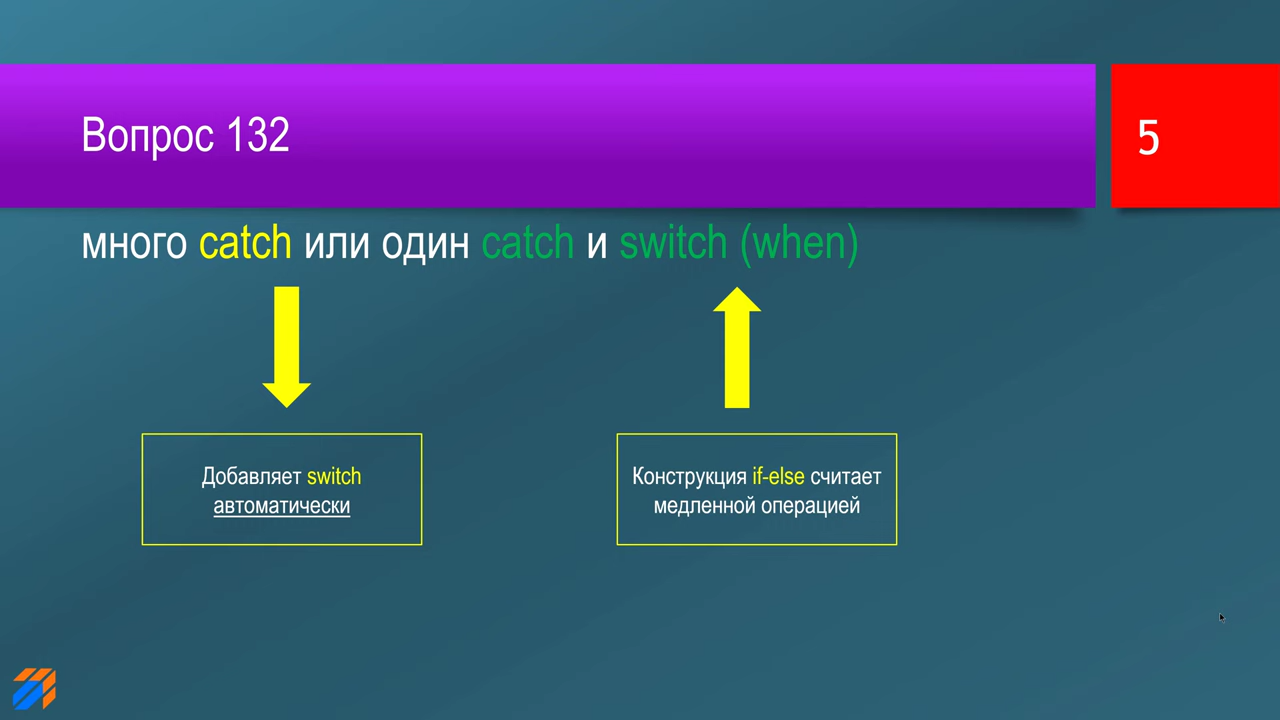 Вопрос 132
5
много catch или один catch и switch (when)
Добавляет switch
автоматически
Конструкция if-else считает
медленной операцией